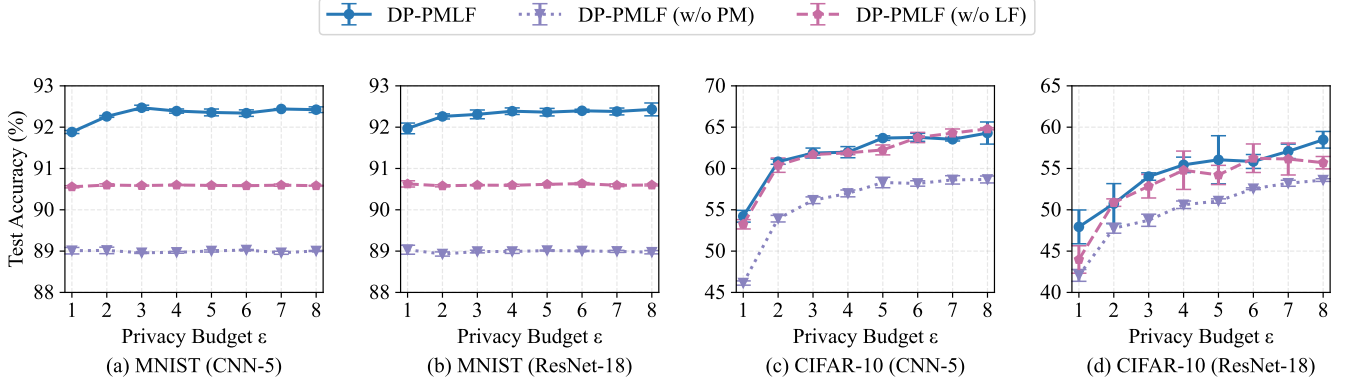 DP-PMLF DP-PMLF (w/o PM) DP-PMLF (w/o LF)
Test Accuracy (%)
93
92
91
90
89
88
1 2 3 4 5 6 7 8
Privacy Budget ε
(a) MNIST (CNN-5)
93
92
91
90
89
88
1 2 3 4 5 6 7 8
Privacy Budget ε
(b) MNIST (ResNet-18)
70
65
60
55
50
45
1 2 3 4 5 6 7 8
Privacy Budget ε
(c) CIFAR-10 (CNN-5)
65
60
55
50
45
40
1 2 3 4 5 6 7 8
Privacy Budget ε
(d) CIFAR-10 (ResNet-18)